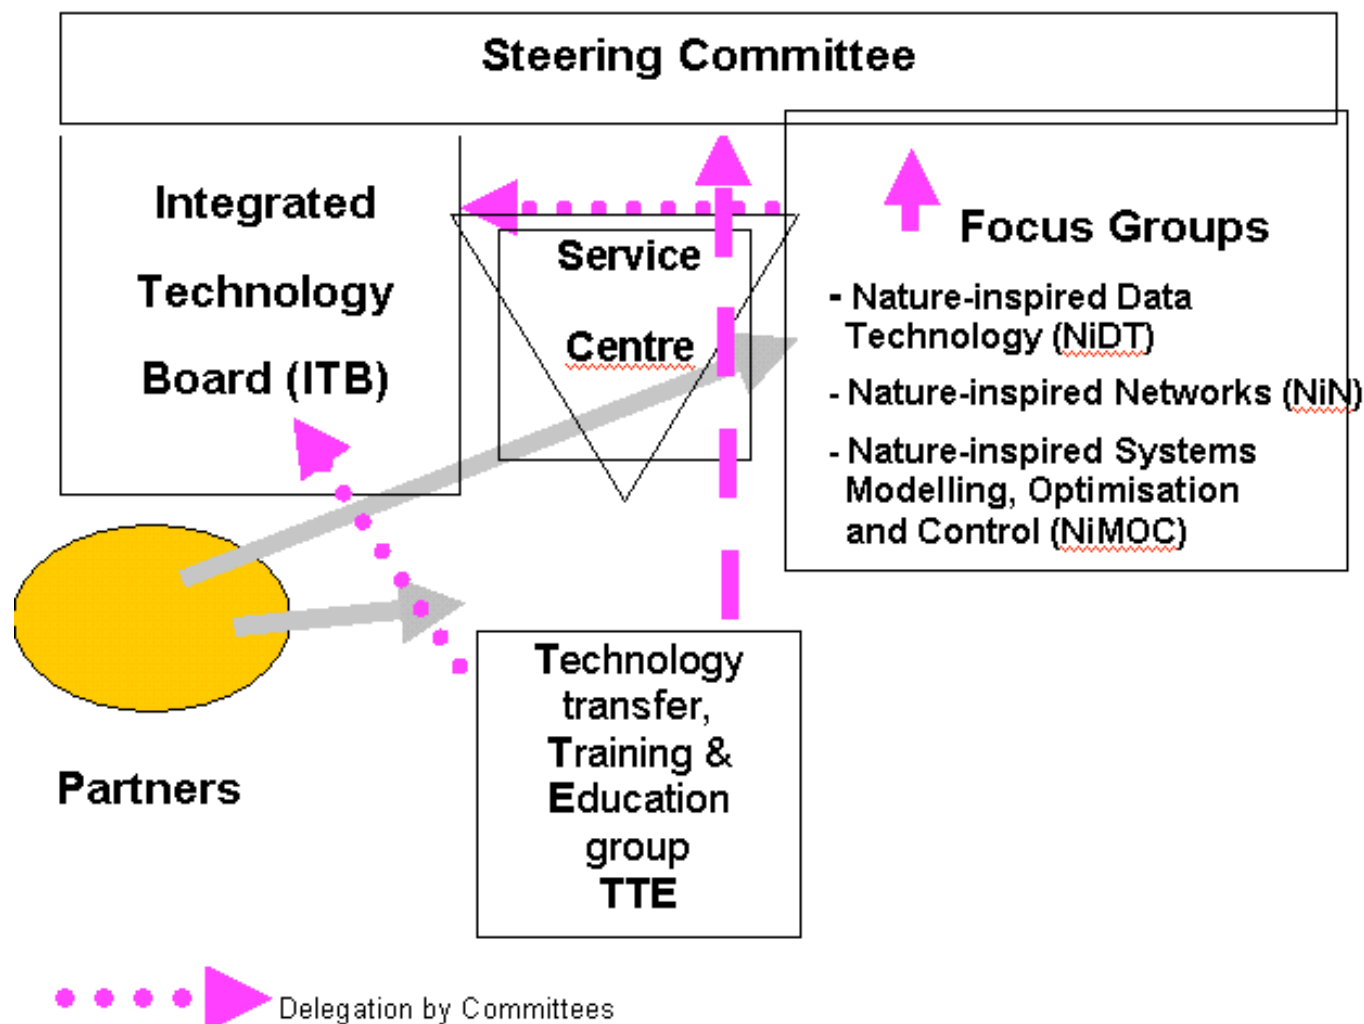 Steering Committee
Integrated
Technology
Board (ITB)
Service
Centre
Focus Groups
- Nature-inspired Data
Technology (NiDT)
- Nature-inspired Networks (NiN)
- Nature-inspired Systems
Modelling, Optimisation
and Control (NiMOC)
Partners
Technology
transfer,
Training &
Education
group
TTE
Delegation by Committees